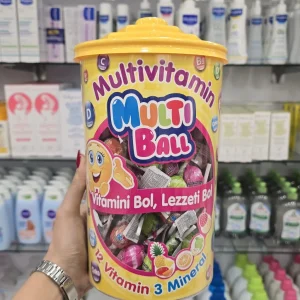 Multivitamin
MULTI
BALL
Vitamini Bol, Lezzeti Bol
12 Vitamin 3 Mineral